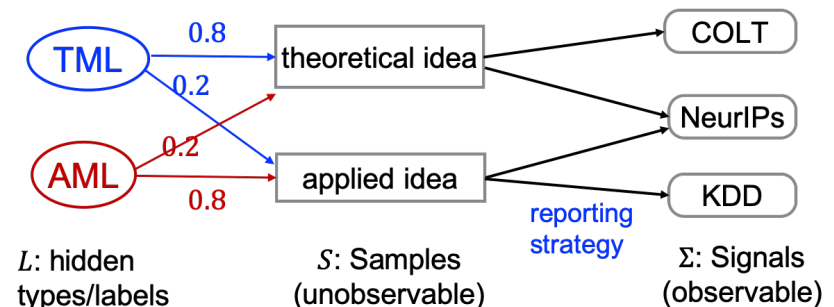 TML
0.8
0.2
theoretical idea
COLT
NeurIPs
AML
0.2
0.8
applied idea
KDD
reporting
strategy
L: hidden
types/labels
S: Samples
(unobservable)
Σ: Signals
(observable)